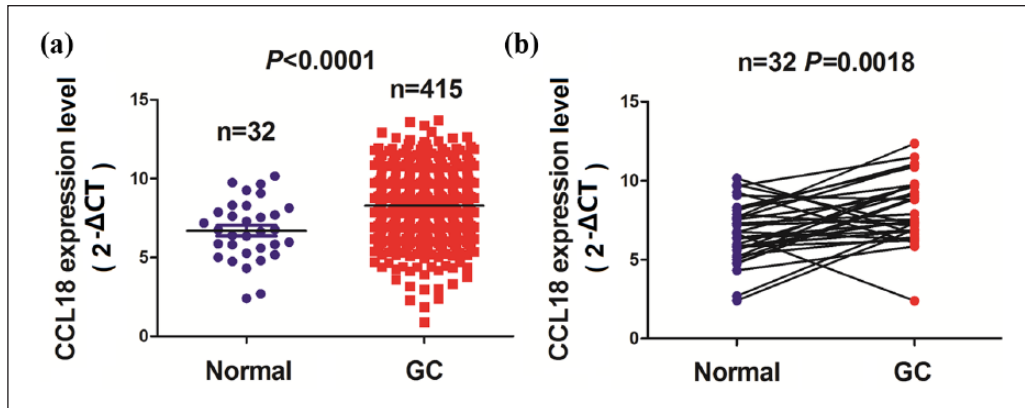 (a)
P<0.0001
n=415
n=32
CCL18 expression level
( 2-ΔCT )
15
10
5
0
Normal
GC
(b)
n=32 P=0.0018
CCL18 expression level
( 2-ΔCT )
15
10
5
0
Normal
GC